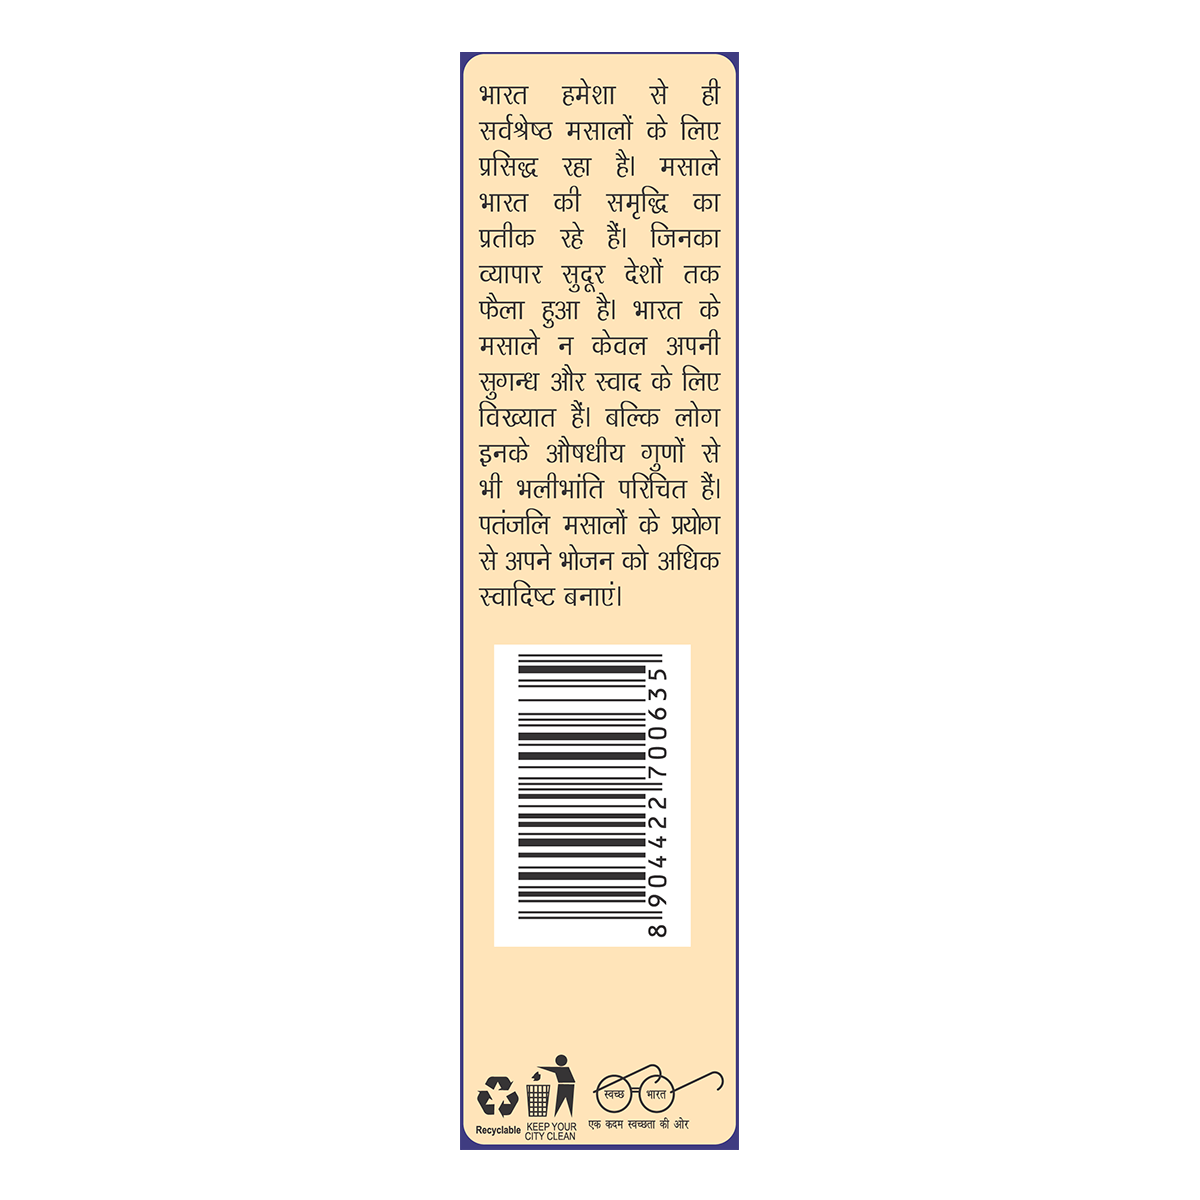 भारत हमेशा से ही
सर्वश्रेष्ठ मसालों के लिए
प्रसिद्ध रहा है। मसाले
भारत की समृद्धि का
प्रतीक रहे हैं। जिनका
व्यापार सुदूर देशों तक
फैला हुआ है। भारत के
मसाले न केवल अपनी
सुगन्ध और स्वाद के लिए
विख्यात हैं। बल्कि लोग
इनके औषधीय गुणों से
भी भलीभांति परिचित हैं।
पतंजलि मसालों के प्रयोग
से अपने भोजन को अधिक
स्वादिष्ट बनाएं।
8904422700635
Recyclable
KEEP YOUR
CITY CLEAN
स्वच्छ भारत
एक कदम स्वच्छता की ओर